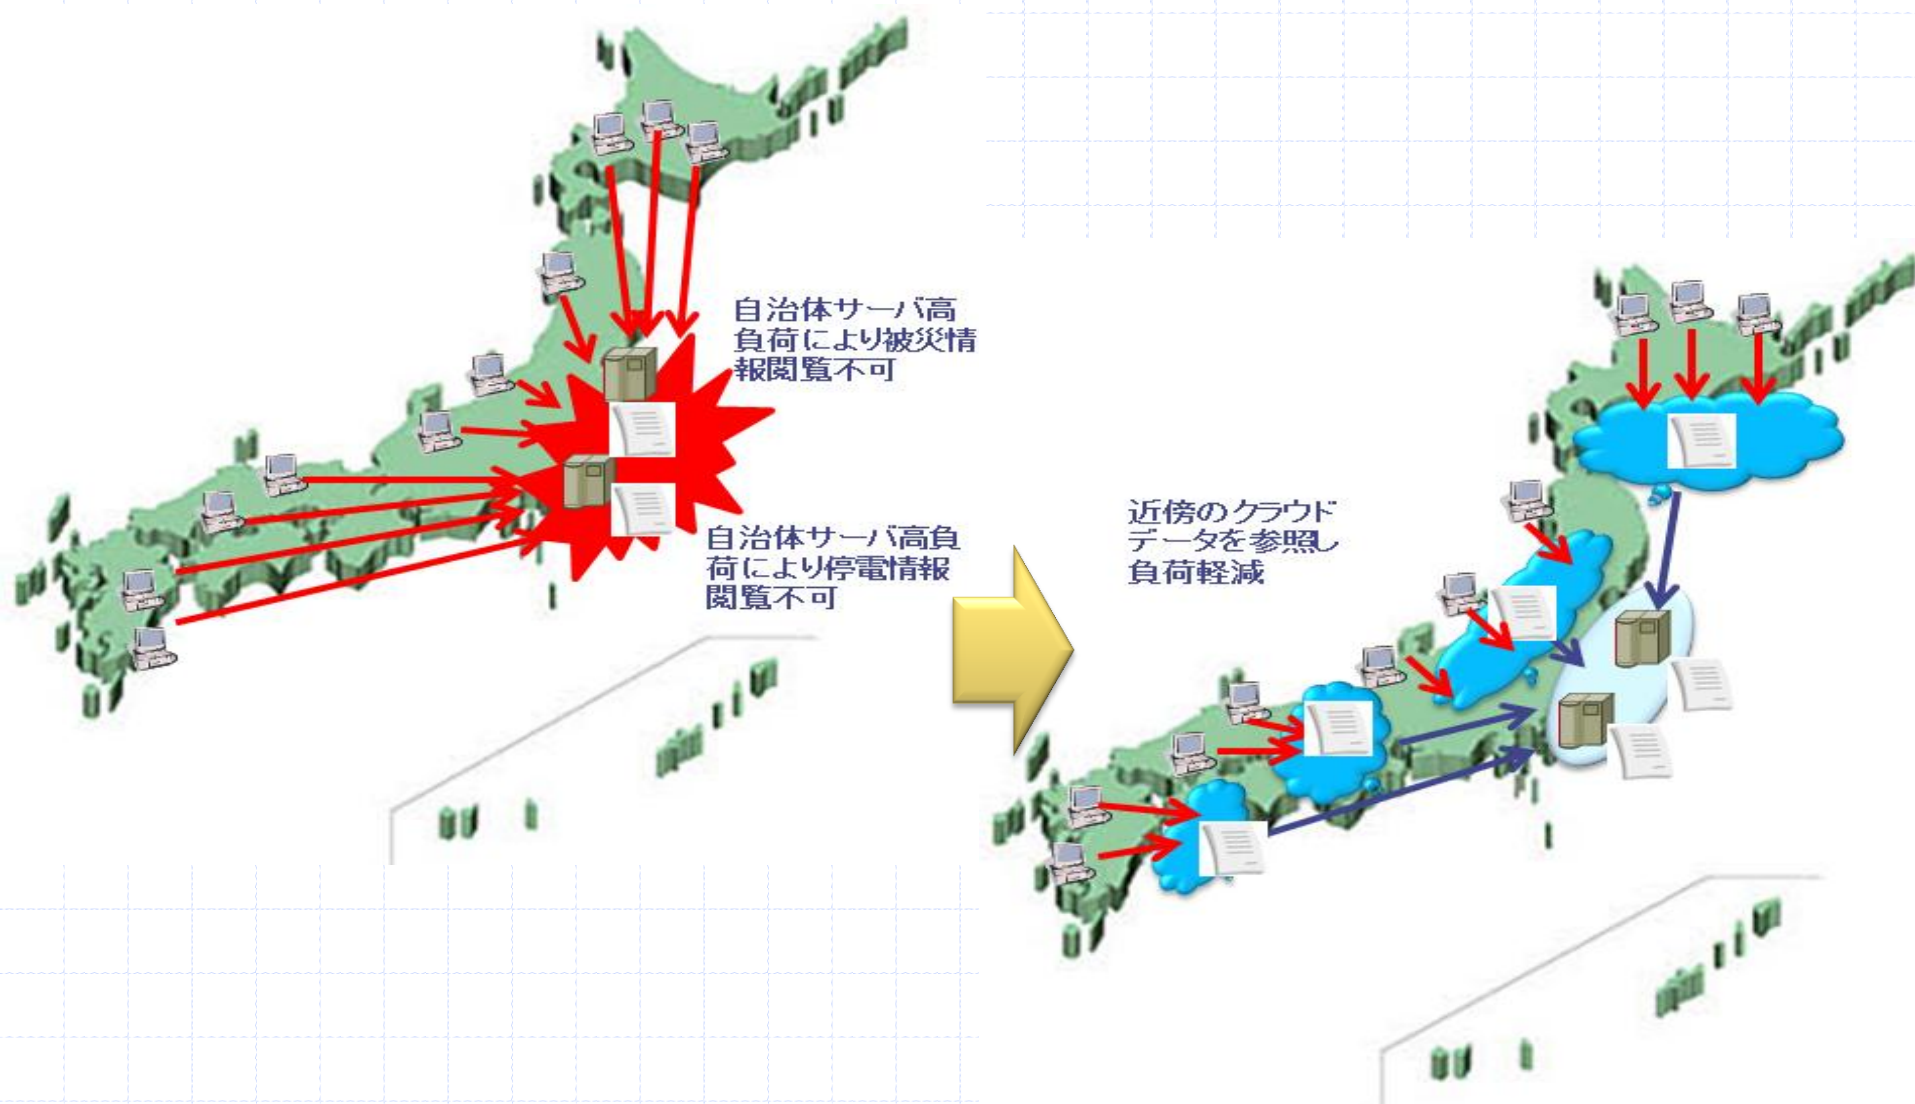 自治体サーバ高
負荷により被災情
報閲覧不可
自治体サーバ高負
荷により停電情報
閲覧不可
近傍のクラウド
データを参照し
負荷軽減